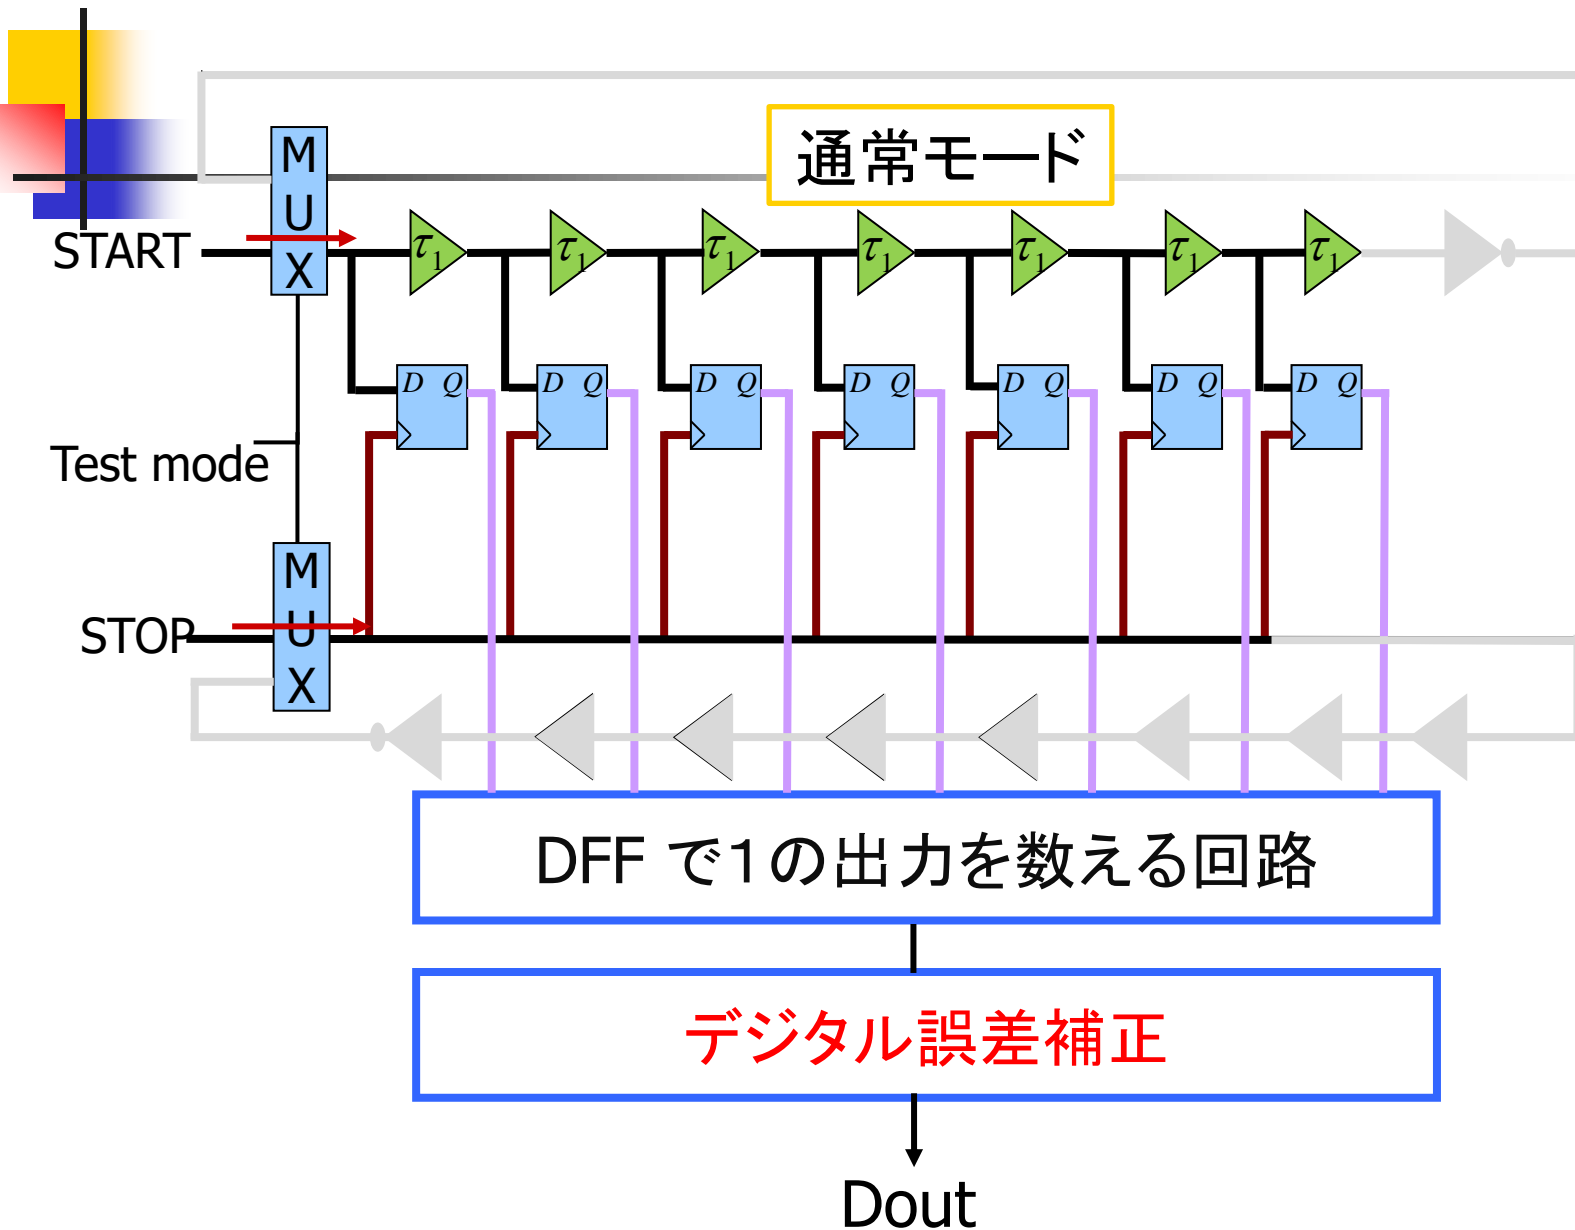 通常モード
M
U
X
START
τ1 τ1 τ1 τ1 τ1 τ1 τ1
D Q D Q D Q D Q D Q D Q D Q
Test mode
M
U
X
STOP
DFF で１の出力を数える回路
デジタル誤差補正
Dout